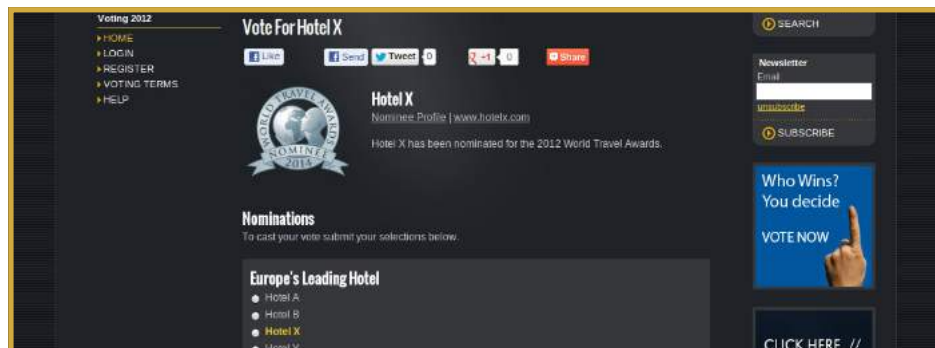 Voting 2012
HOME
LOGIN
REGISTER
VOTING TERMS
HELP
Vote For Hotel X
Like
Send
Tweet
0
+1
0
Share
WORLD TRAVEL AWARDS
NOMINEE
2014
Hotel X
Nominee Profile | www.hotelx.com
Hotel X has been nominated for the 2012 World Travel Awards.
Nominations
To cast your vote submit your selections below.
Europe's Leading Hotel
Hotel A
Hotel B
Hotel X
SEARCH
Newsletter
Email
unsubscribe
SUBSCRIBE
Who Wins?
You decide
VOTE NOW
CLICK HERE //